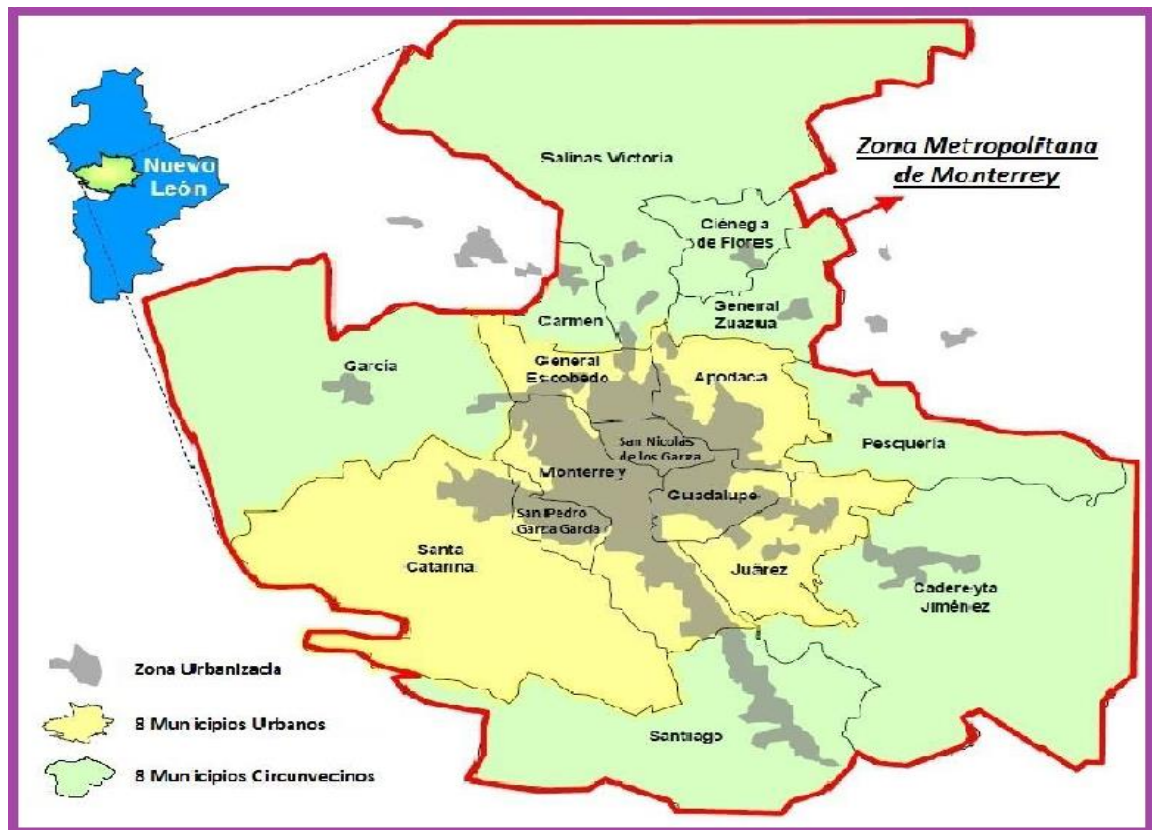 Nuevo
León
Salinas Victoria
Zona Metropolitana
de Monterrey
Ciénega
de Flores
General
Zuazua
Carmen
García
General
Escobedo
Apodaca
San Nicolás
de los Garza
Pesquería
Monterrey
Guadalupe
San Pedro
Garza García
Santa
Catarina
Juárez
Cadereyta
Jiménez
Santiago
Zona Urbanizada
8 Municipios Urbanos
8 Municipios Circunvecinos